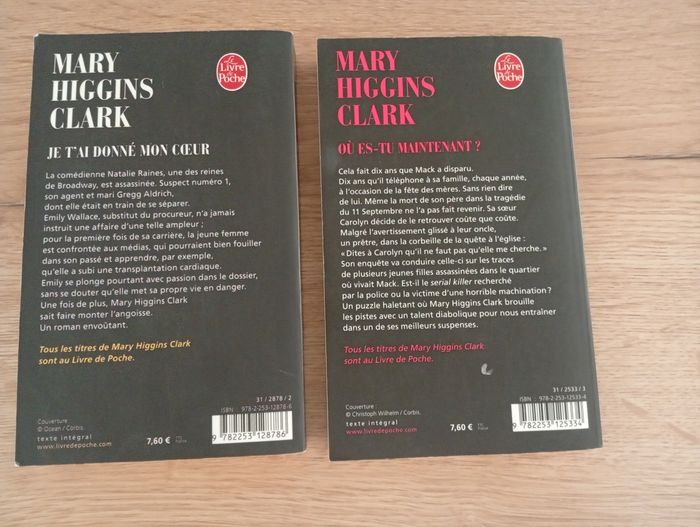 MARY
HIGGINS
CLARK
Le
Livre
de
Poche
JE T'AI DONNÉ MON CŒUR
La comédienne Natalie Raines, une des reines
de Broadway, est assassinée. Suspect numéro 1,
son agent et mari Gregg Aldrich,
dont elle était en train de se séparer.
Emily Wallace, substitut du procureur, n'a jamais
instruit une affaire d'une telle ampleur ;
pour la première fois de sa carrière, la jeune femme
est confrontée aux médias, qui pourraient bien fouiller
dans son passé et apprendre, par exemple,
qu'elle a subi une transplantation cardiaque.
Emily se plonge pourtant avec passion dans le dossier,
sans se douter qu'elle met sa propre vie en danger.
Une fois de plus, Mary Higgins Clark
sait faire monter l'angoisse.
Un roman envoûtant.
Tous les titres de Mary Higgins Clark
sont au Livre de Poche.
Couverture :
© Ocean / Corbis.
texte intégral
www.livredepoche.com
7,60 €
31 / 2878 / 2
ISBN : 978-2-253-12878-6
9 782253 128786
MARY
HIGGINS
CLARK
Le
Livre
de
Poche
OÙ ES-TU MAINTENANT ?
Cela fait dix ans que Mack a disparu.
Dix ans qu'il téléphone à sa famille, chaque année,
à l'occasion de la fête des mères. Sans rien dire
de lui. Même la mort de son père dans la tragédie
du 11 Septembre ne l'a pas fait revenir. Sa sœur
Carolyn décide de le retrouver coûte que coûte.
Malgré l'avertissement glissé à leur oncle,
un prêtre, dans la corbeille de la quête à l'église :
« Dites à Carolyn qu'il ne faut pas qu'elle me cherche. »
Son enquête va conduire celle-ci sur les traces
de plusieurs jeunes filles assassinées dans le quartier
où vivait Mack. Est-il le serial killer recherché
par la police ou la victime d'une horrible machination ?
Un puzzle haletant où Mary Higgins Clark brouille
les pistes avec un talent diabolique pour nous entraîner
dans un de ses meilleurs suspenses.
Tous les titres de Mary Higgins Clark
sont au Livre de Poche.
Couverture :
© Christoph Wilhelm / Corbis.
texte intégral
www.livredepoche.com
7,60 €
31 / 2533 / 3
ISBN : 978-2-253-12533-4
9 782253 125334